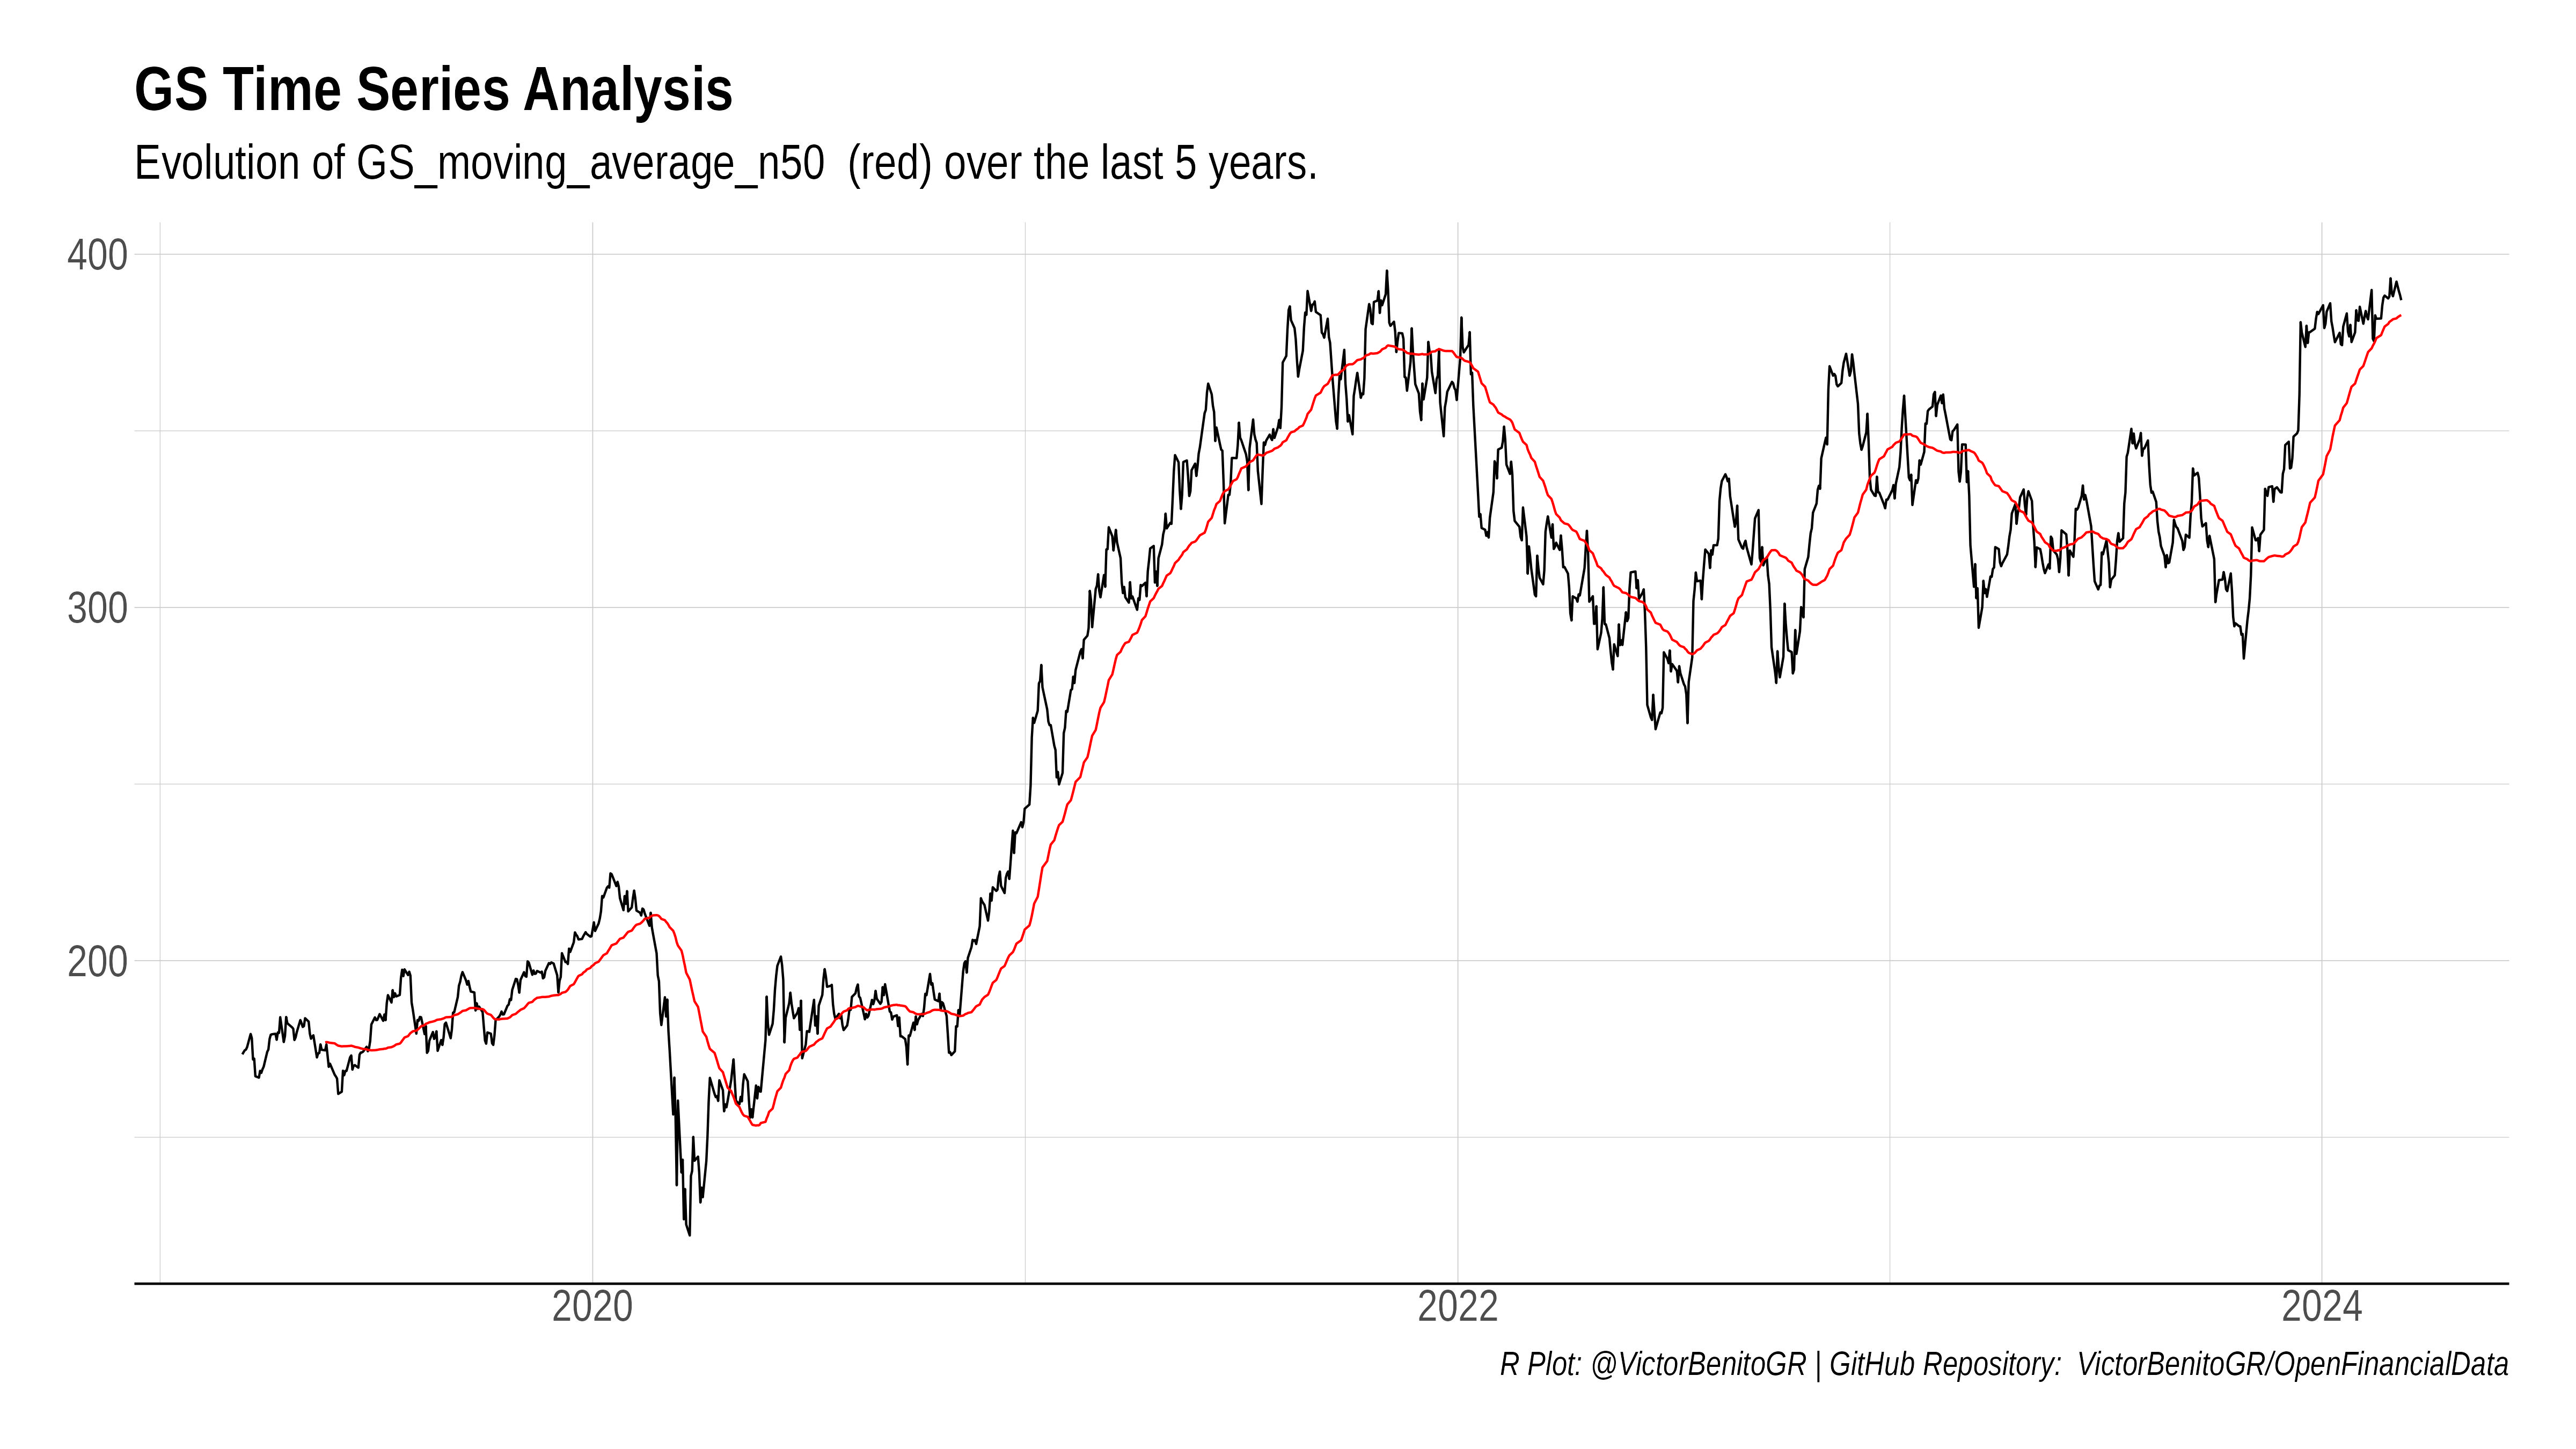 GS Time Series Analysis
Evolution of GS_moving_average_n50  (red) over the last 5 years.
400
300
200
2020 2022 2024
R Plot: @VictorBenitoGR | GitHub Repository:  VictorBenitoGR/OpenFinancialData